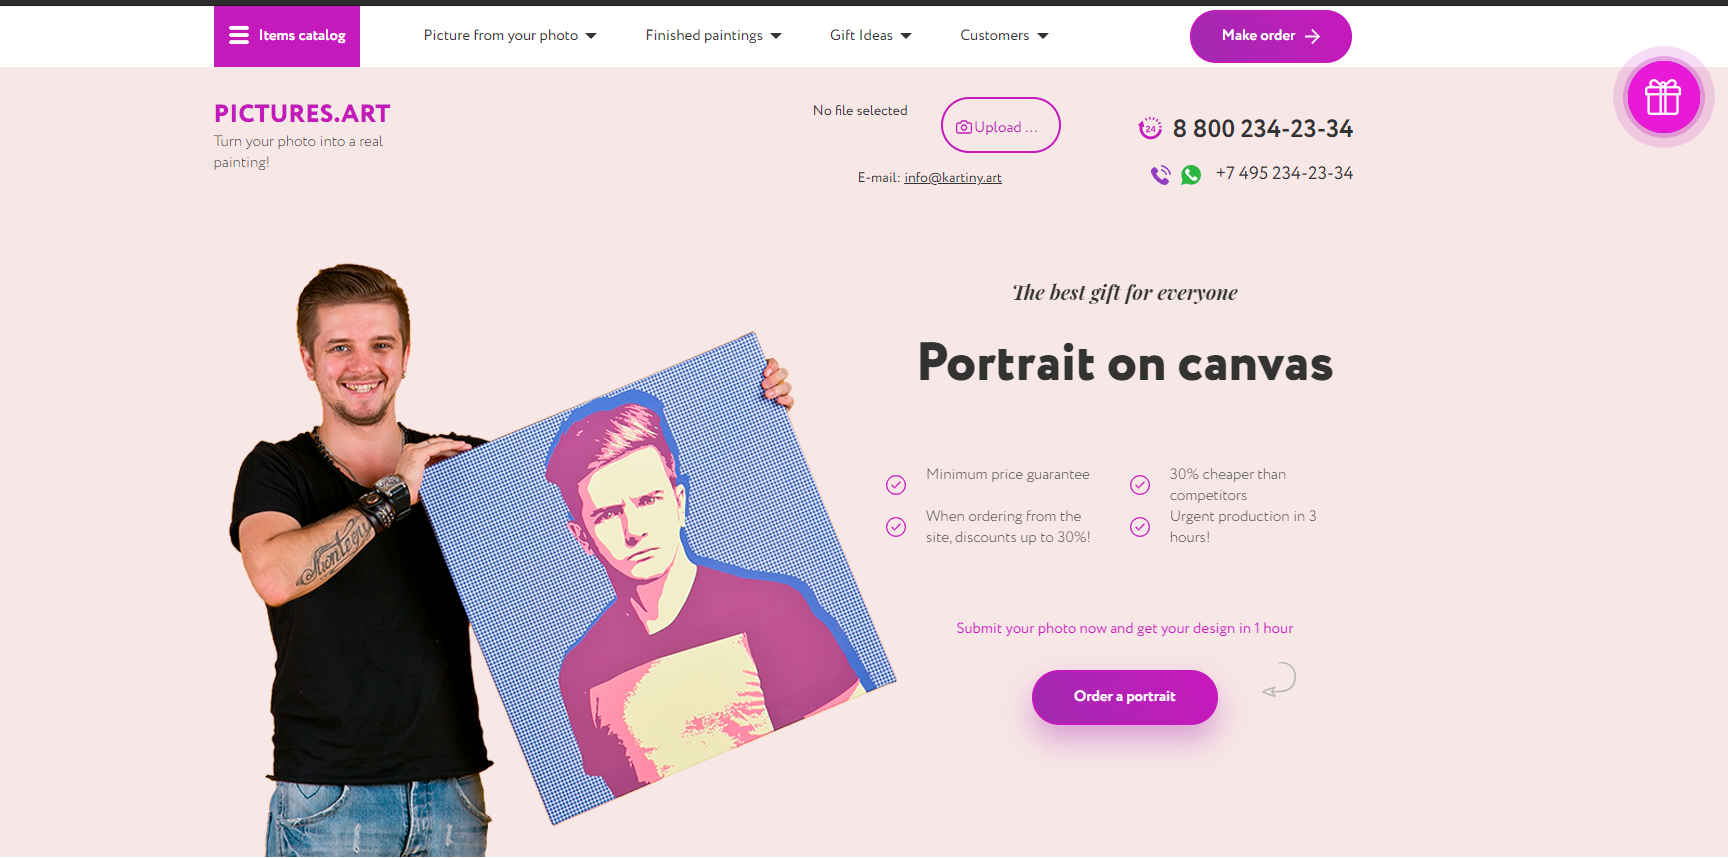 Items catalog
Picture from your photo
Finished paintings
Gift Ideas
Customers
Make order
PICTURES.ART
Turn your photo into a real
painting!
No file selected
Upload ...
E-mail: info@kartiny.art
24
8 800 234-23-34
+7 495 234-23-34
The best gift for everyone
Portrait on canvas
Minimum price guarantee
30% cheaper than
competitors
When ordering from the
site, discounts up to 30%!
Urgent production in 3
hours!
Submit your photo now and get your design in 1 hour
Order a portrait